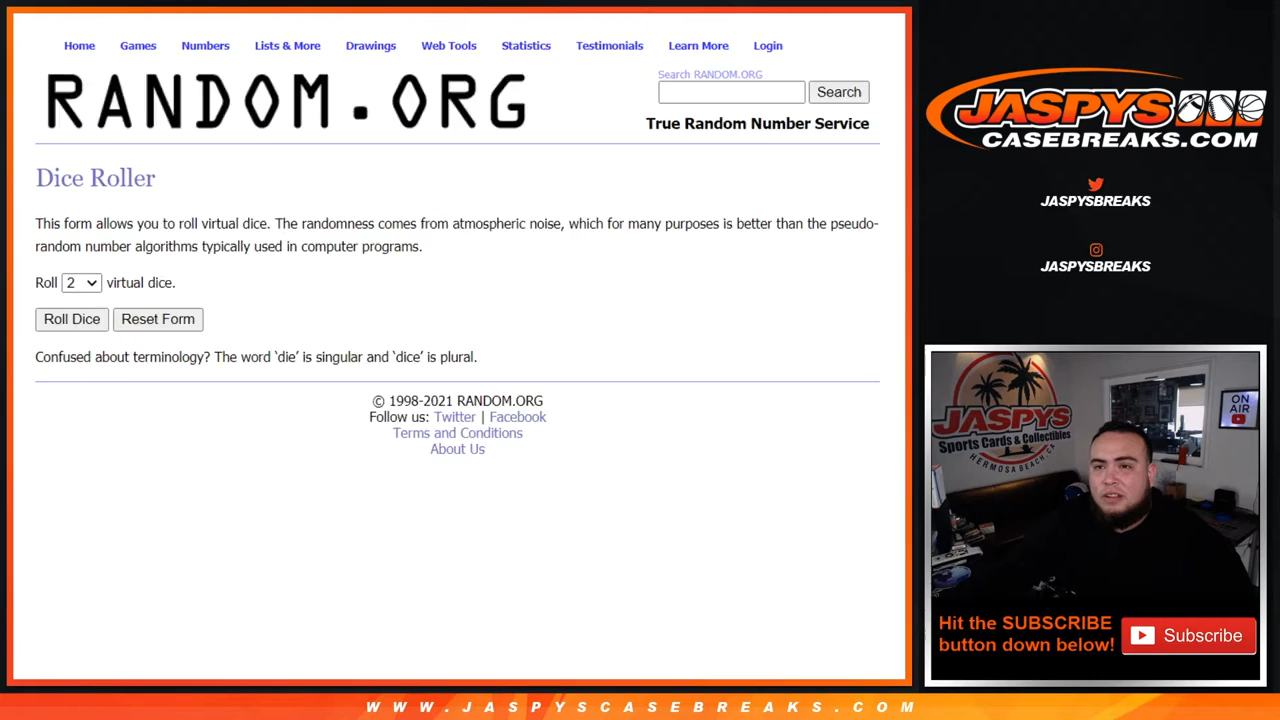 Home Games Numbers Lists & More Drawings Web Tools Statistics Testimonials Learn More Login
RANDOM.ORG
Search RANDOM.ORG
Search
True Random Number Service
Dice Roller
This form allows you to roll virtual dice. The randomness comes from atmospheric noise, which for many purposes is better than the pseudo-
random number algorithms typically used in computer programs.
Roll 2 virtual dice.
Roll Dice Reset Form
Confused about terminology? The word ‘die’ is singular and ‘dice’ is plural.
© 1998-2021 RANDOM.ORG
Follow us: Twitter | Facebook
Terms and Conditions
About Us
JASPYS
CASEBREAKS.COM
JASPYSBREAKS
JASPYSBREAKS
JASPYS
Sports Cards & Collectibles
HERMOSA BEACH, CA
ON
AIR
Hit the SUBSCRIBE
button down below!
Subscribe
WWW.JASPYSCASEBREAKS.COM